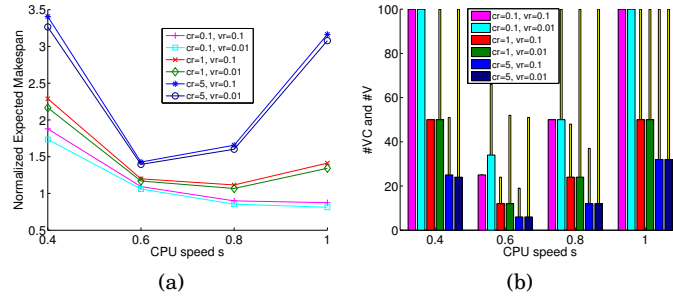 Normalized Expected Makespan
3.5
3
2.5
2
1.5
1
0.5
0.4 0.6 0.8 1
CPU speed s
cr=0.1, vr=0.1
cr=0.1, vr=0.01
cr=1, vr=0.1
cr=1, vr=0.01
cr=5, vr=0.1
cr=5, vr=0.01
(a)
#VC and #V
100
80
60
40
20
0
0.4 0.6 0.8 1
CPU speed s
cr=0.1, vr=0.1
cr=0.1, vr=0.01
cr=1, vr=0.1
cr=1, vr=0.01
cr=5, vr=0.1
cr=5, vr=0.01
(b)